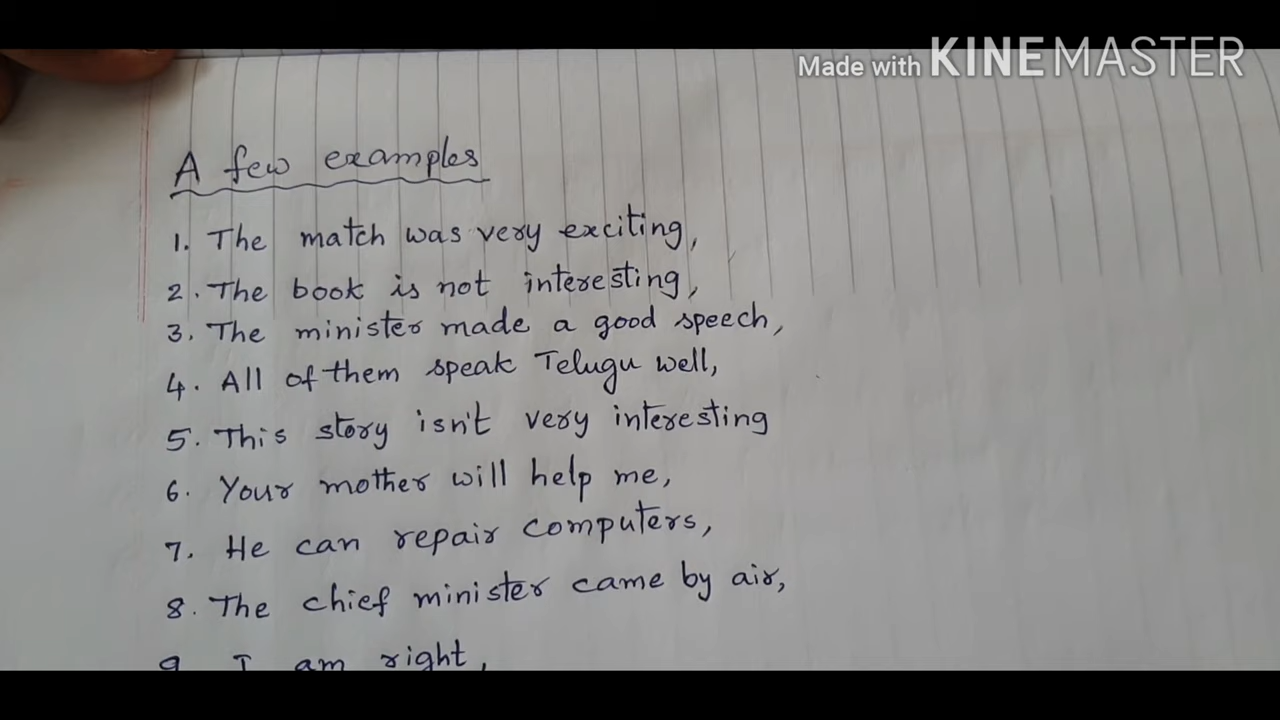 Made with KINEMASTER
A few examples
1. The match was very exciting,
2. The book is not interesting,
3. The minister made a good speech,
4. All of them speak Telugu well,
5. This story isn't very interesting
6. Your mother will help me,
7. He can repair computers,
8. The chief minister came by air,
9. I am right,